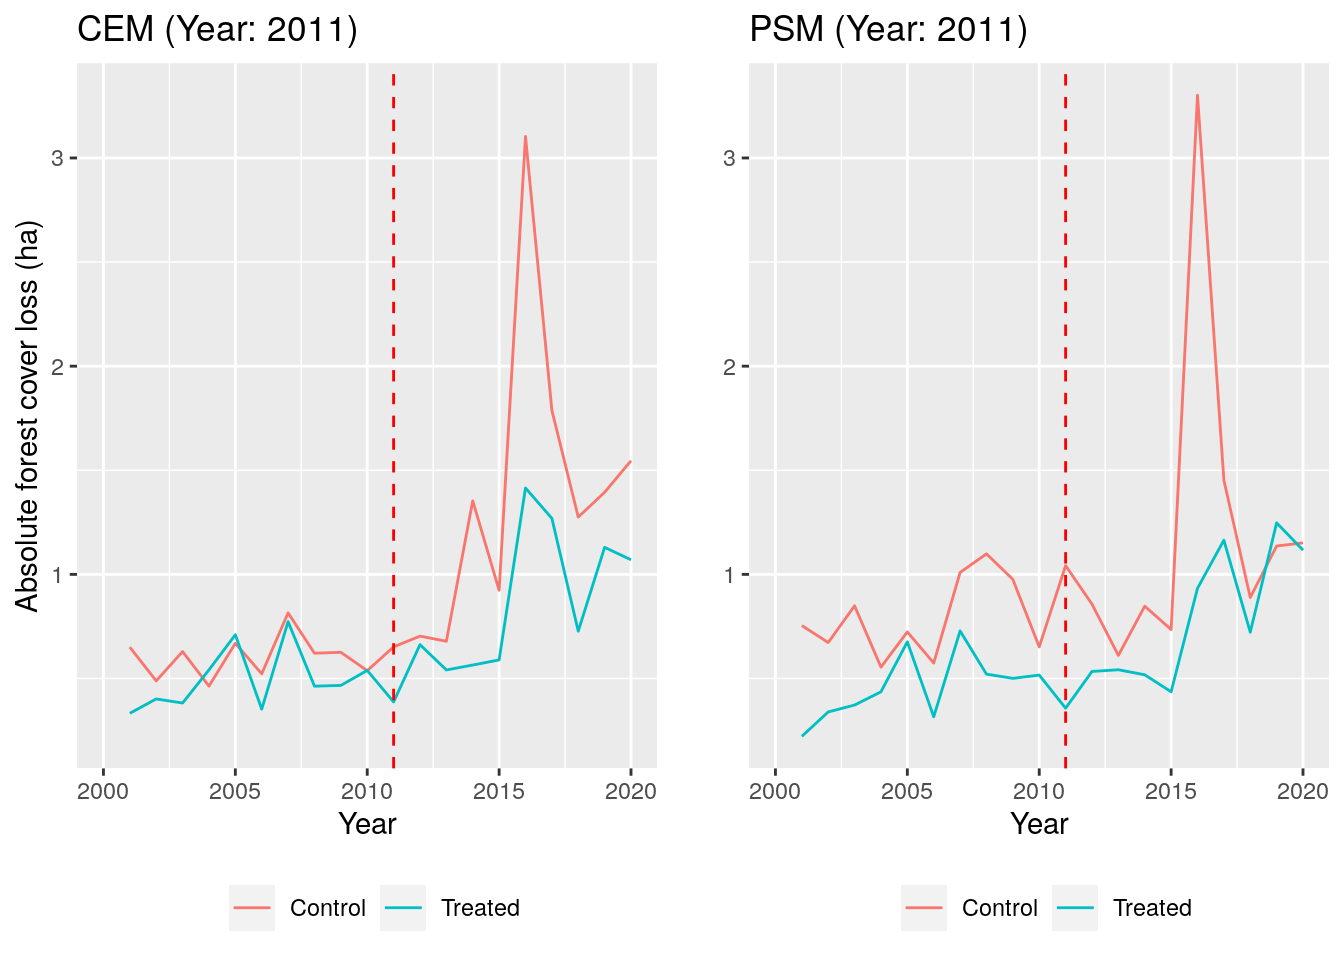 CEM (Year: 2011)
Absolute forest cover loss (ha)
3
2
1
2000 2005 2010 2015 2020
Year
Control Treated
PSM (Year: 2011)
3
2
1
2000 2005 2010 2015 2020
Year
Control Treated